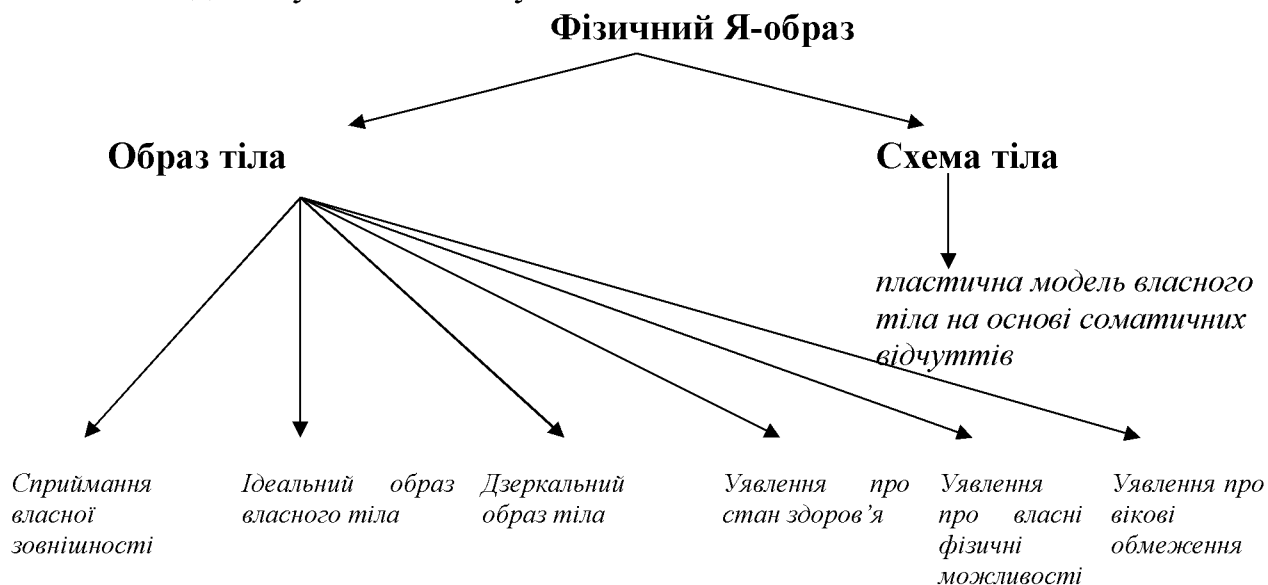 Фізичний Я-образ
Образ тіла
Схема тіла
пластична модель власного
тіла на основі соматичних
відчуттів
Сприймання
власної
зовнішності
Ідеальний образ
власного тіла
Дзеркальний
образ тіла
Уявлення про
стан здоров’я
Уявлення
про власні
фізичні
можливості
Уявлення про
вікові
обмеження